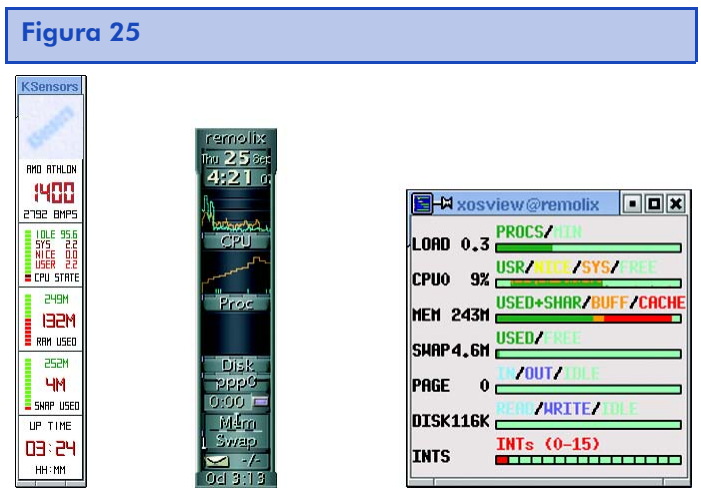 Figura 25
KSensors
KSensors
AMD ATHLON
1400
2792 BMPS
IDLE 95.6
SYS 2.2
NICE 0.0
USER 2.2
CPU STATE
249M
132M
RAM USED
252M
4M
SWAP USED
UP TIME
03:24
HH:MM
remolix
Thu 25 Sep
4:21
CPU
Proc
Disk
ppp0
0:00
Mem
Swap
-/-
0d 3:13
xosview@remolix
PROCS/MIN
LOAD 0.3
USR/NICE/SYS/FREE
CPU0 9%
USED+SHAR/BUFF/CACHE
MEM 243M
USED/FREE
SWAP4.6M
IN/OUT/IDLE
PAGE 0
READ/WRITE/IDLE
DISK116K
INTs (0-15)
INTS